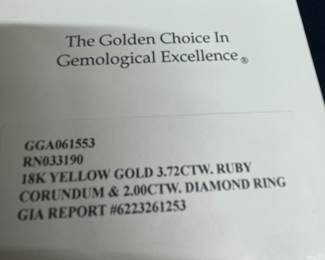 The Golden Choice In
Gemological Excellence®
GGA061553
RN033190
18K YELLOW GOLD 3.72CTW. RUBY
CORUNDUM & 2.00CTW. DIAMOND RING
GIA REPORT #6223261253